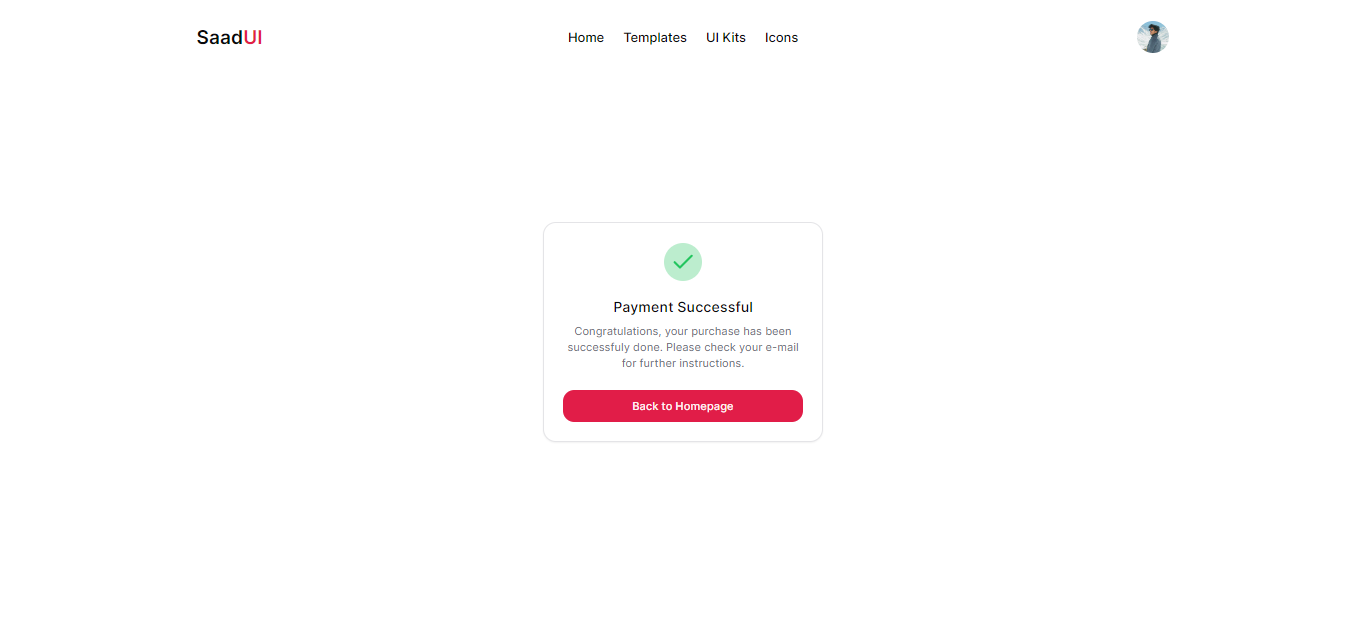 SaadUI
Home Templates UI Kits Icons
Payment Successful
Congratulations, your purchase has been
successfuly done. Please check your e-mail
for further instructions.
Back to Homepage